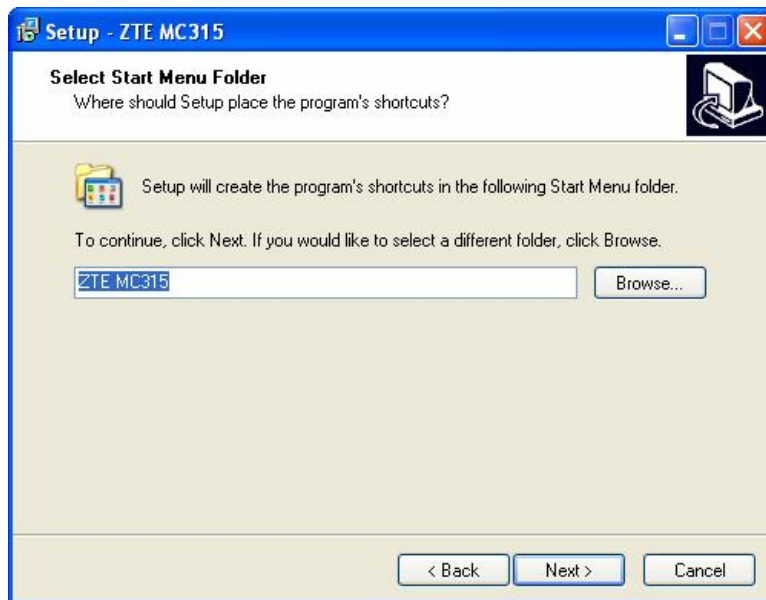 Setup - ZTE MC315
Select Start Menu Folder
Where should Setup place the program's shortcuts?
Setup will create the program's shortcuts in the following Start Menu folder.
To continue, click Next. If you would like to select a different folder, click Browse.
ZTE MC315
Browse...
< Back
Next >
Cancel